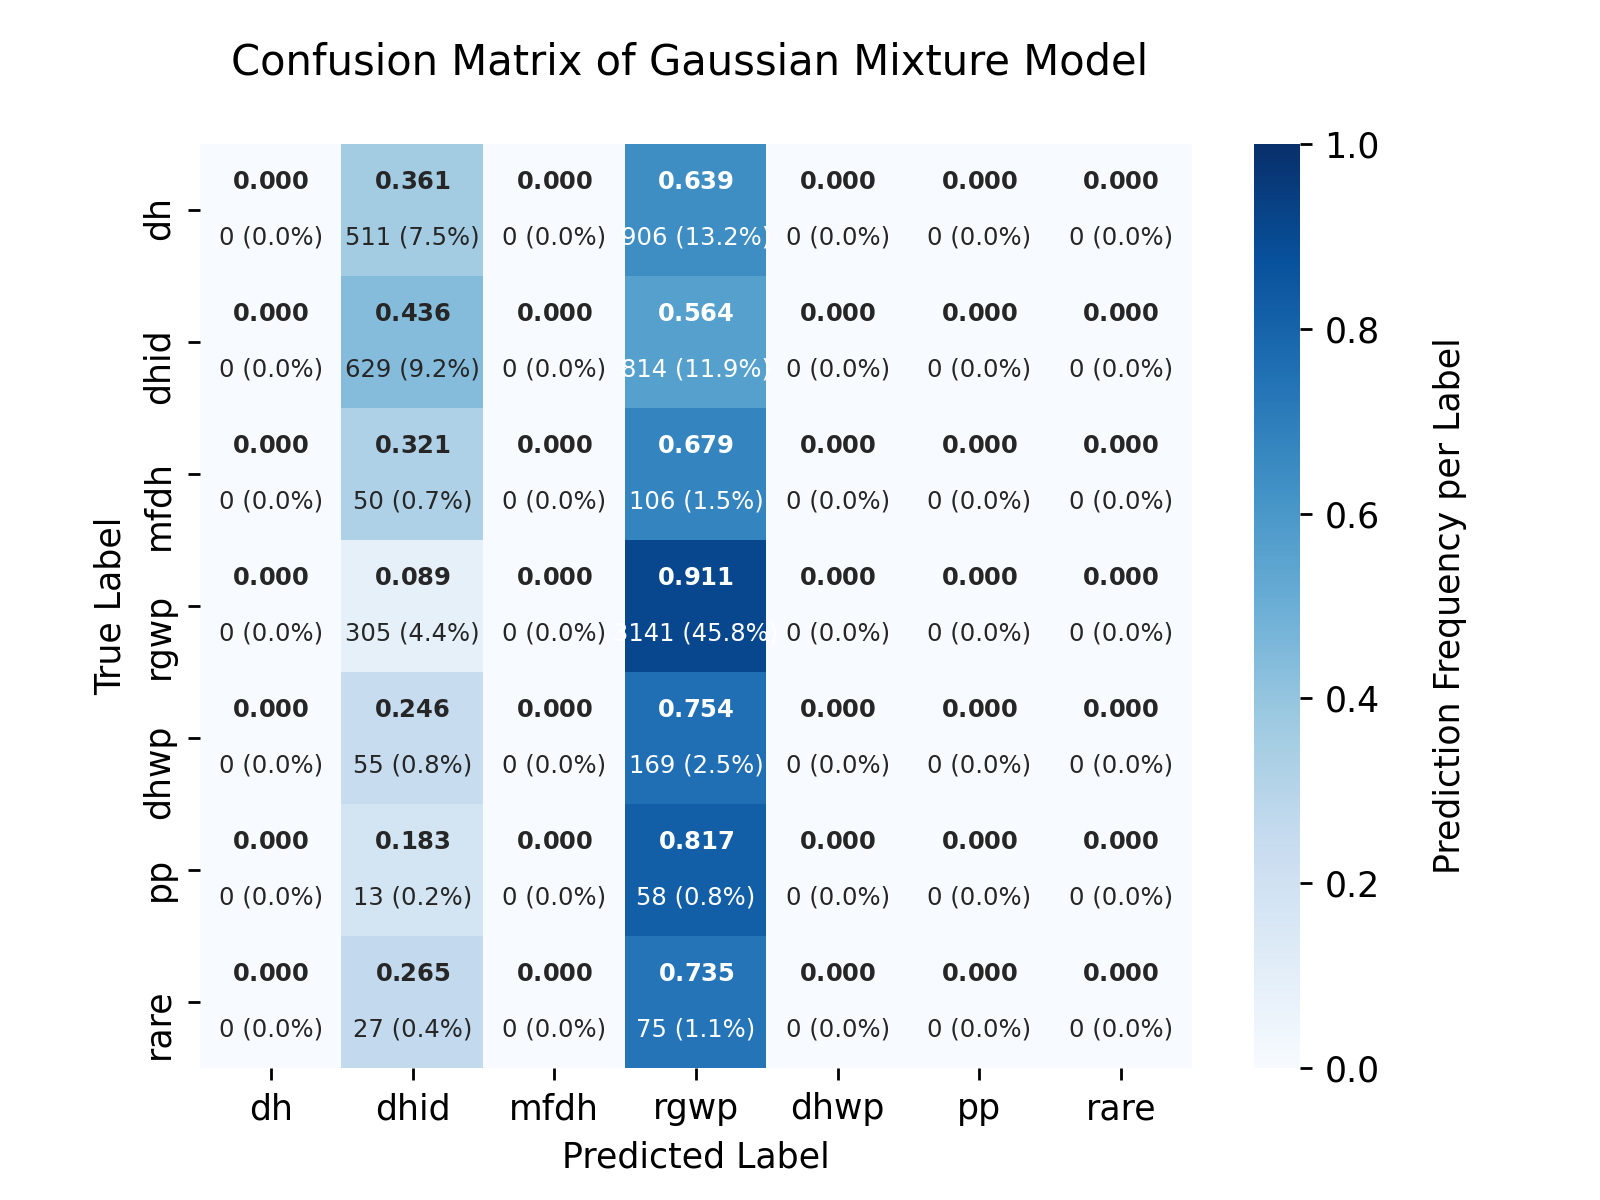 Confusion Matrix of Gaussian Mixture Model
0.000 0.361 0.000 0.639 0.000 0.000 0.000 1.0
dh 0 (0.0%) 511 (7.5%) 0 (0.0%) 906 (13.2%) 0 (0.0%) 0 (0.0%) 0 (0.0%)
0.000 0.436 0.000 0.564 0.000 0.000 0.000 0.8
dhid 0 (0.0%) 629 (9.2%) 0 (0.0%) 814 (11.9%) 0 (0.0%) 0 (0.0%) 0 (0.0%)
0.000 0.321 0.000 0.679 0.000 0.000 0.000
mfdh 0 (0.0%) 50 (0.7%) 0 (0.0%) 106 (1.5%) 0 (0.0%) 0 (0.0%) 0 (0.0%) 0.6
0.000 0.089 0.000 0.911 0.000 0.000 0.000
rgwp 0 (0.0%) 305 (4.4%) 0 (0.0%) 3141 (45.8%) 0 (0.0%) 0 (0.0%) 0 (0.0%)
0.000 0.246 0.000 0.754 0.000 0.000 0.000 0.4
dhwp 0 (0.0%) 55 (0.8%) 0 (0.0%) 169 (2.5%) 0 (0.0%) 0 (0.0%) 0 (0.0%)
0.000 0.183 0.000 0.817 0.000 0.000 0.000
pp 0 (0.0%) 13 (0.2%) 0 (0.0%) 58 (0.8%) 0 (0.0%) 0 (0.0%) 0 (0.0%) 0.2
0.000 0.265 0.000 0.735 0.000 0.000 0.000
rare 0 (0.0%) 27 (0.4%) 0 (0.0%) 75 (1.1%) 0 (0.0%) 0 (0.0%) 0 (0.0%) 0.0
dh dhid mfdh rgwp dhwp pp rare
Predicted Label
True Label
Prediction Frequency per Label